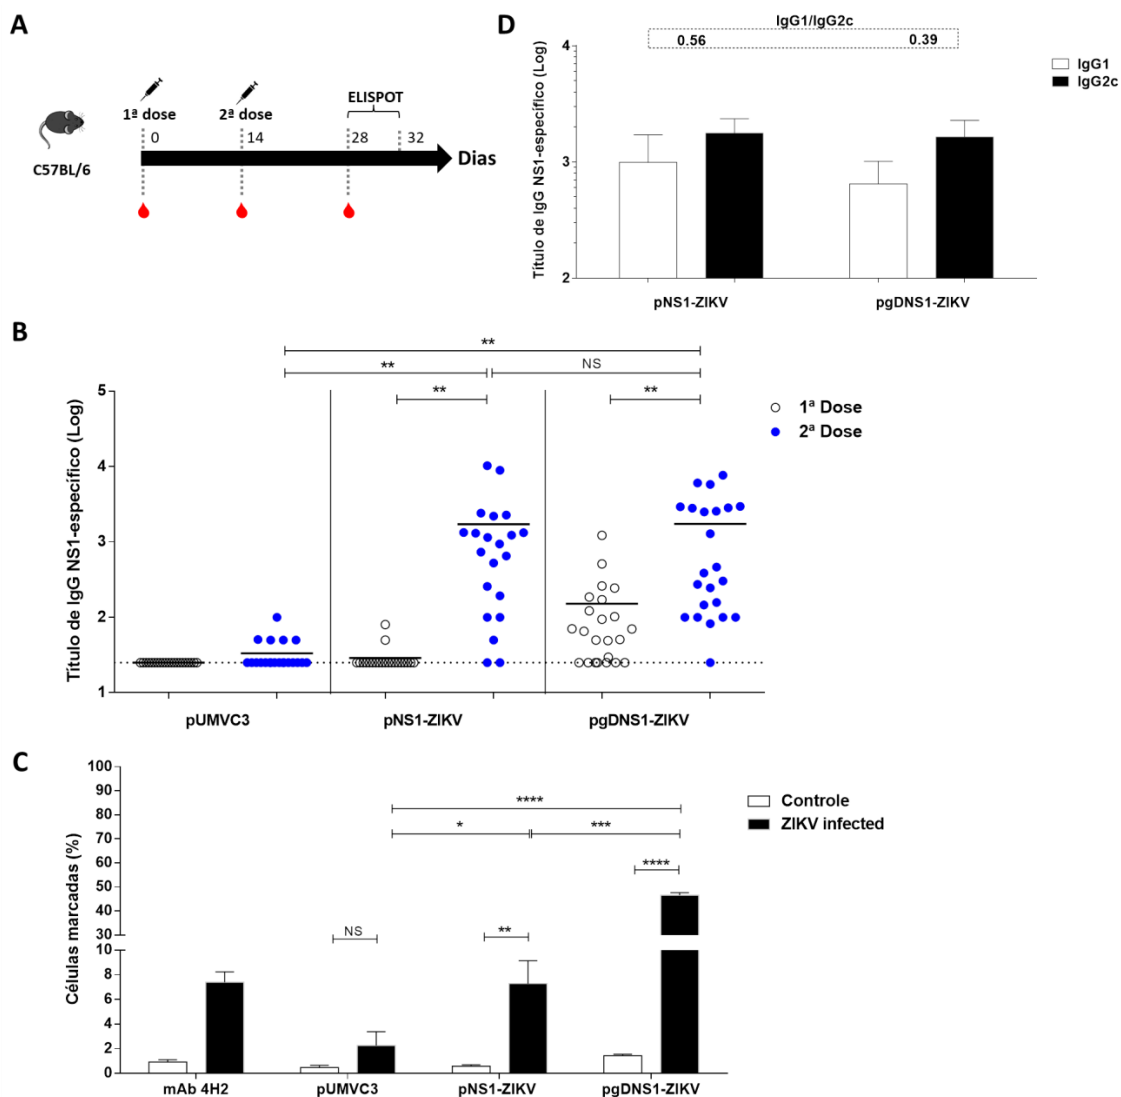 A
1ª dose
2ª dose
ELISPOT
0
14
28
32
Dias
C57BL/6
D
IgG1/IgG2c
0.56
0.39
4
3
2
Título de IgG NS1-específico (Log)
pNS1-ZIKV
pgDNS1-ZIKV
IgG1
IgG2c
B
**
**
NS
**
**
5
4
3
2
1
Título de IgG NS1-específico (Log)
pUMVC3
pNS1-ZIKV
pgDNS1-ZIKV
1ª Dose
2ª Dose
C
100
90
80
70
60
50
40
30
10
8
6
4
2
0
Células marcadas (%)
****
*
***
****
NS
**
mAb 4H2
pUMVC3
pNS1-ZIKV
pgDNS1-ZIKV
Controle
ZIKV infected